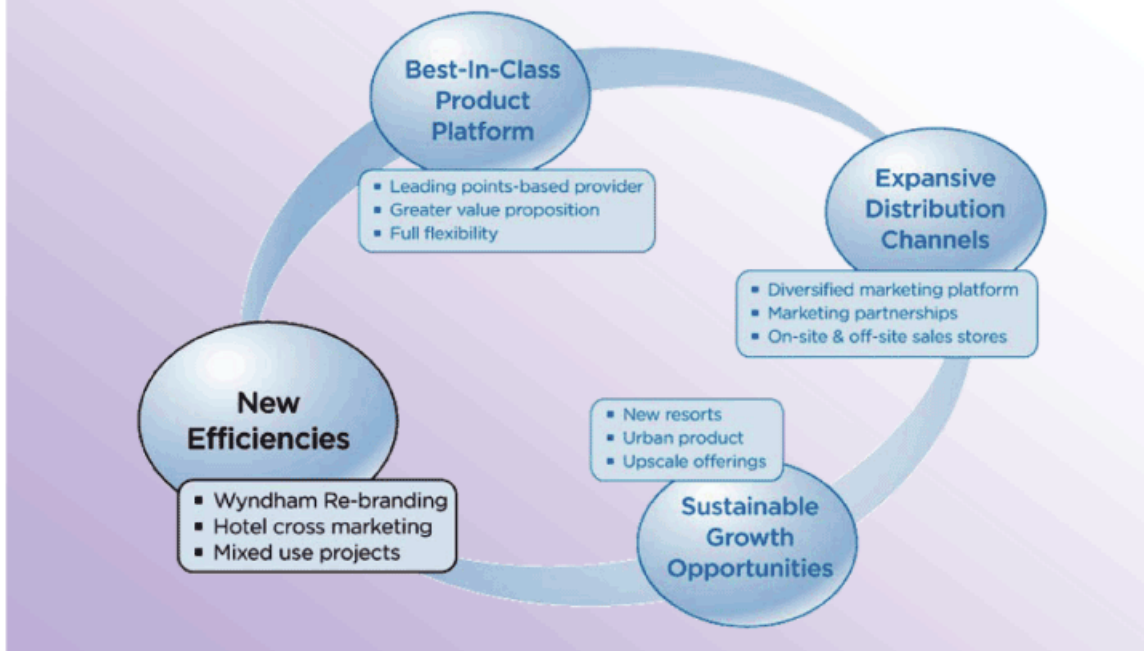 Best-In-Class
Product
Platform
▪ Leading points-based provider
▪ Greater value proposition
▪ Full flexibility
Expansive
Distribution
Channels
▪ Diversified marketing platform
▪ Marketing partnerships
▪ On-site & off-site sales stores
▪ New resorts
▪ Urban product
▪ Upscale offerings
Sustainable
Growth
Opportunities
New
Efficiencies
▪ Wyndham Re-branding
▪ Hotel cross marketing
▪ Mixed use projects